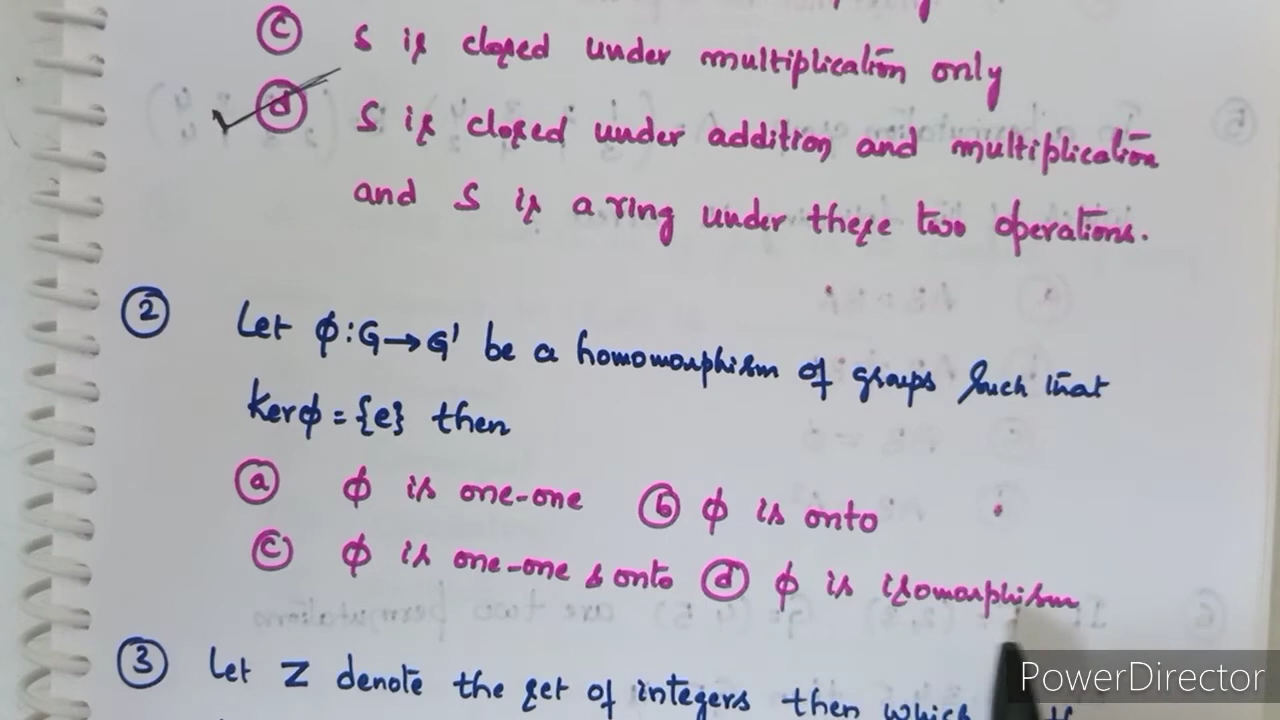 ⓒ S is closed under multiplication only
ⓓ S is closed under addition and multiplication
and S is a ring under these two operations.
② Let ϕ:G→G' be a homomorphism of groups such that
kerϕ = {e} then
ⓐ ϕ is one-one ⓑ ϕ is onto
ⓒ ϕ is one-one & onto ⓓ ϕ is isomorphism
③ Let Z denote the set of integers then which
PowerDirector